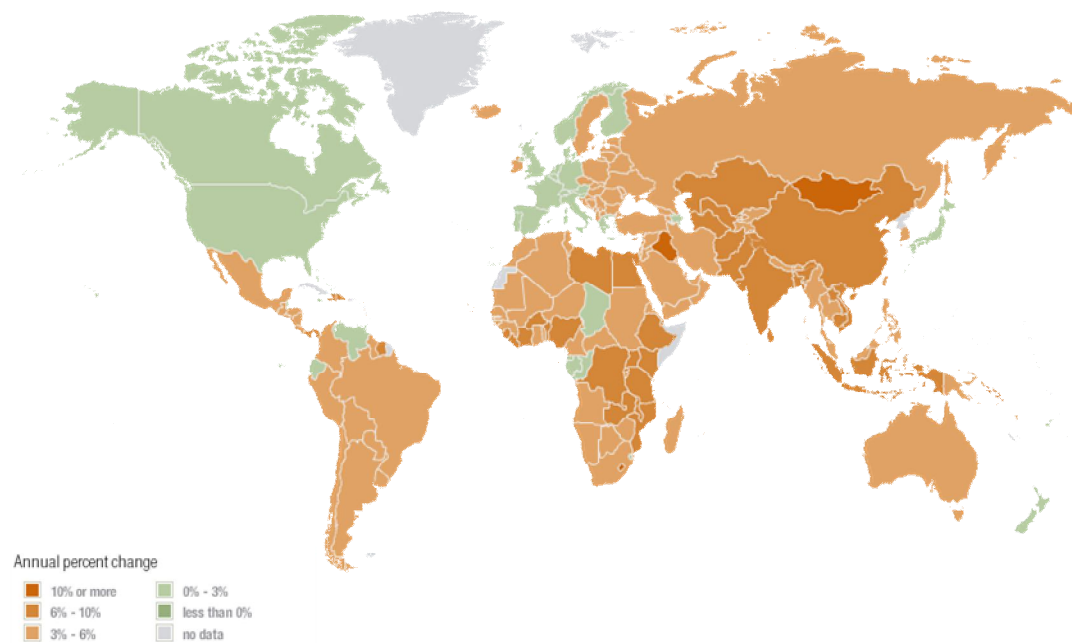 Annual percent change
10% or more
6% - 10%
3% - 6%
0% - 3%
less than 0%
no data